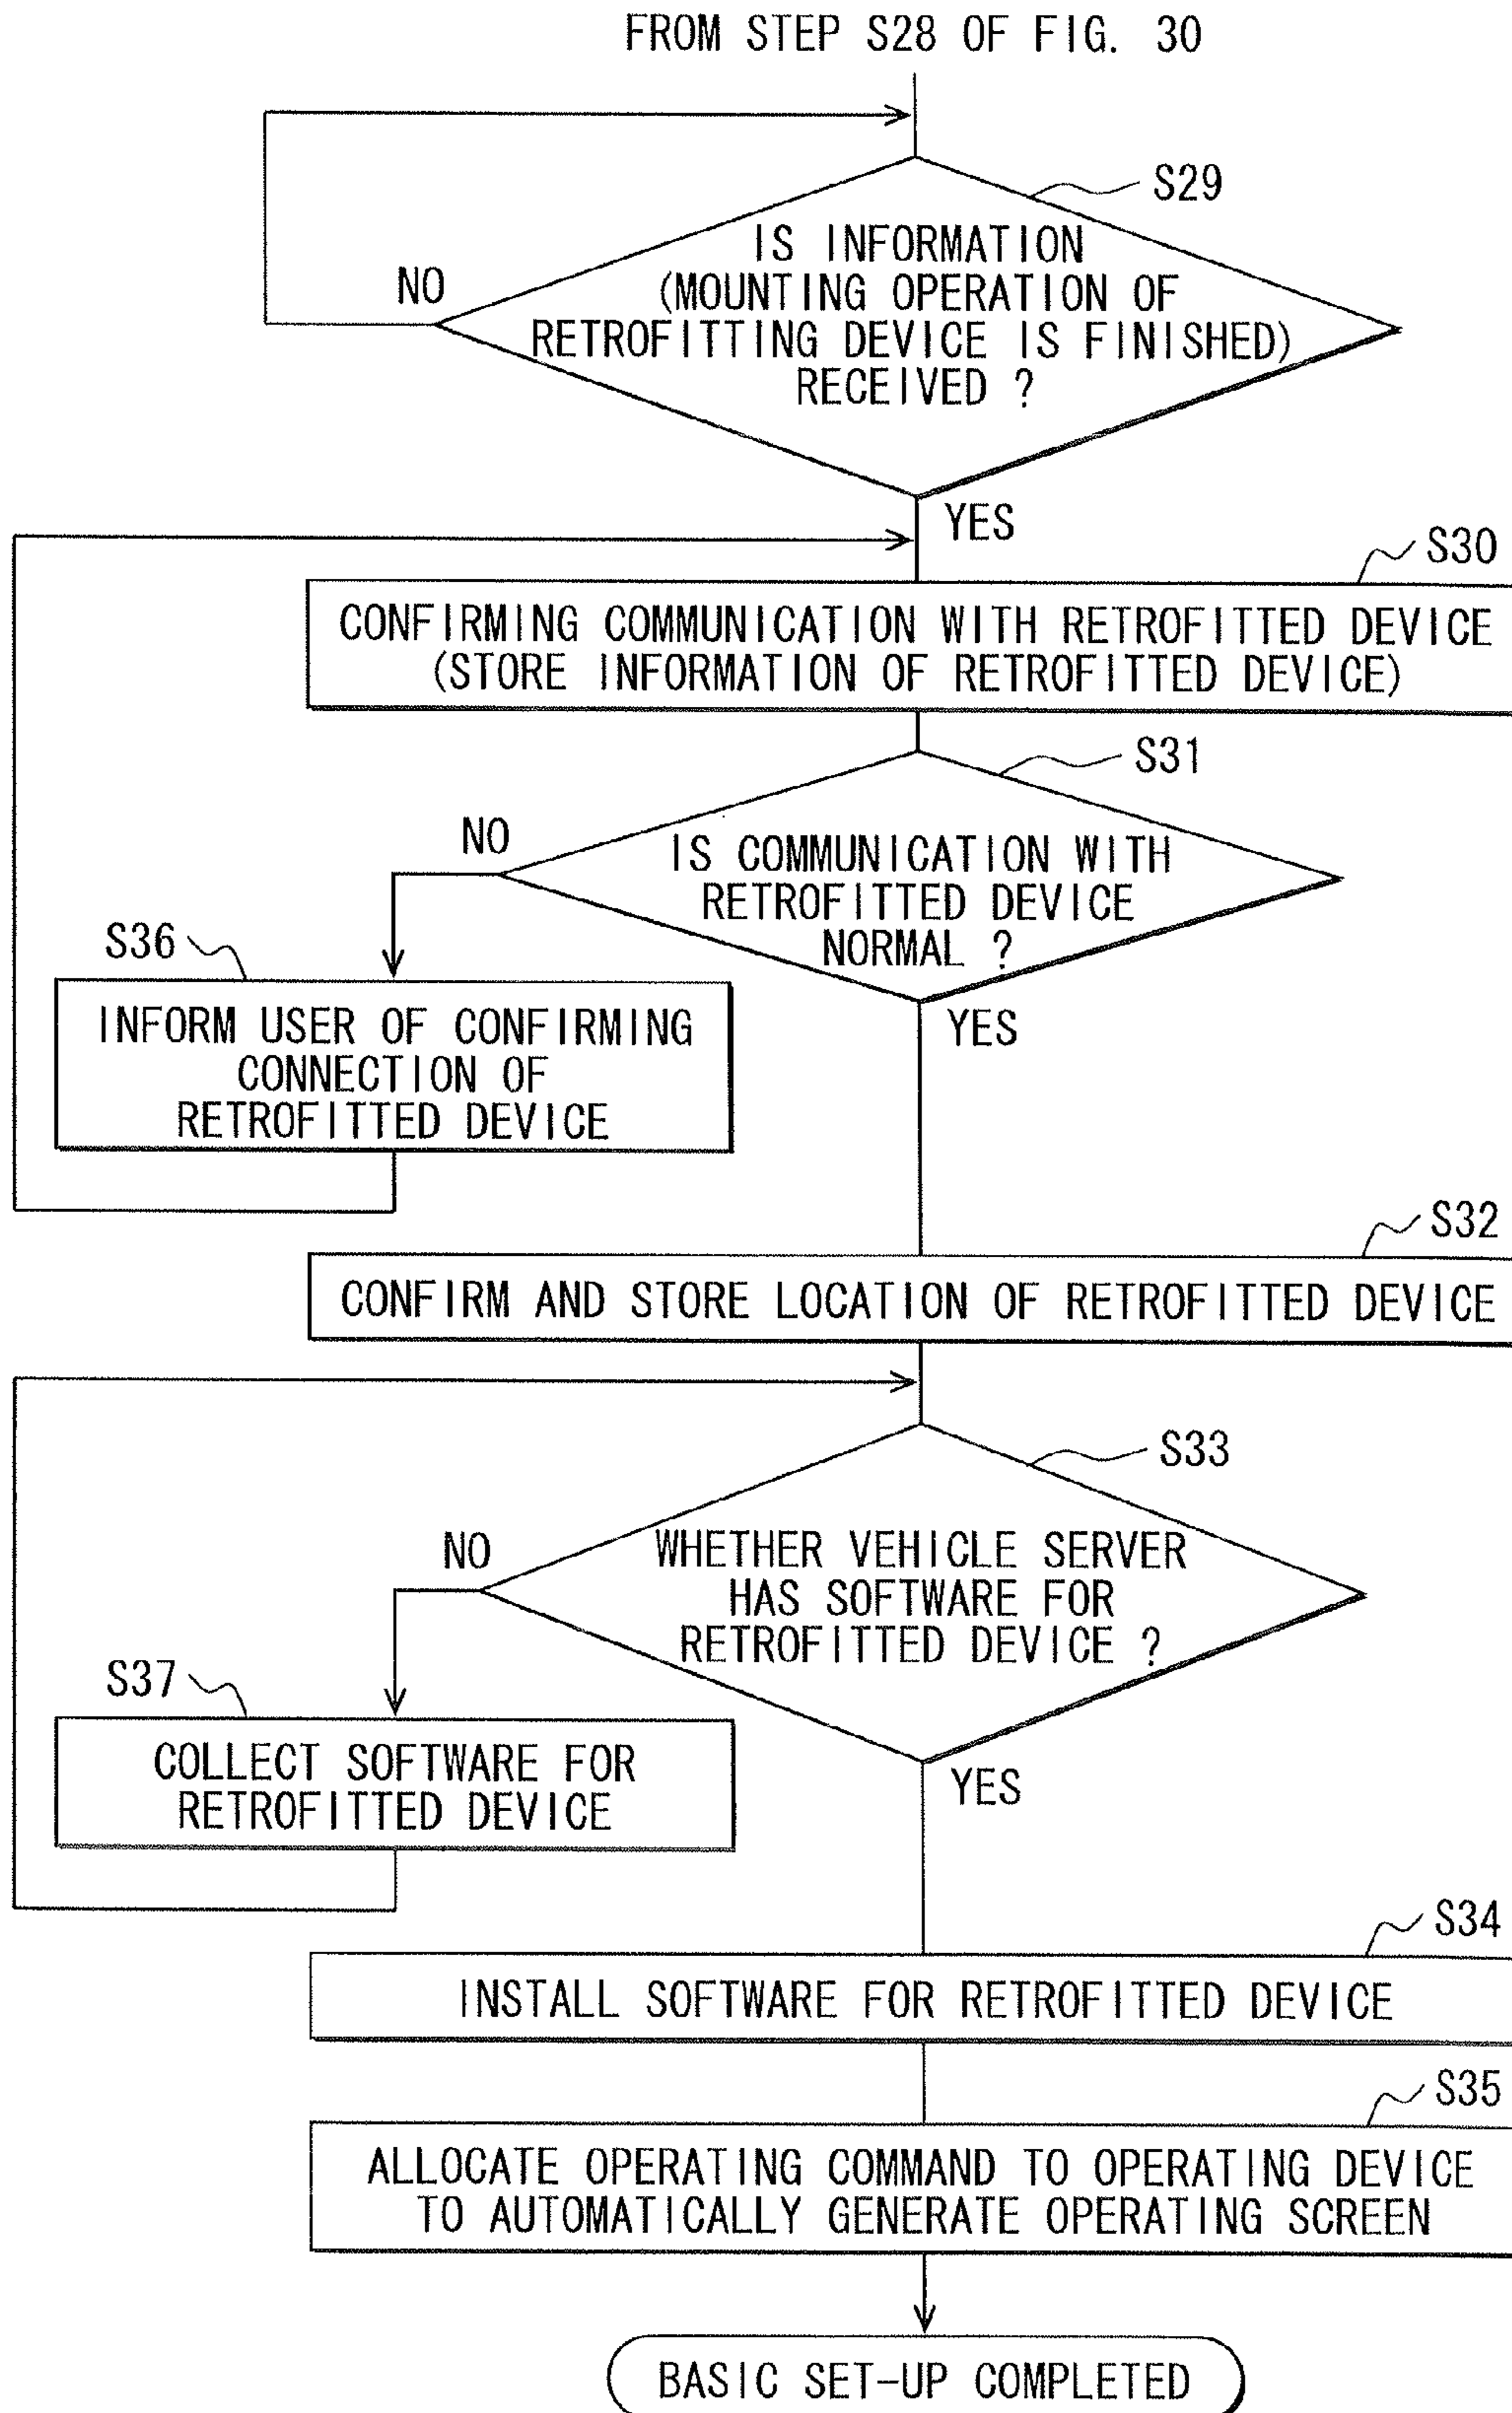 FROM STEP S28 OF FIG. 30
S29
IS INFORMATION
(MOUNTING OPERATION OF
RETROFITTING DEVICE IS FINISHED)
RECEIVED ?
NO
YES
S30
CONFIRMING COMMUNICATION WITH RETROFITTED DEVICE
(STORE INFORMATION OF RETROFITTED DEVICE)
S31
NO
IS COMMUNICATION WITH
RETROFITTED DEVICE
NORMAL ?
S36
YES
INFORM USER OF CONFIRMING
CONNECTION OF
RETROFITTED DEVICE
S32
CONFIRM AND STORE LOCATION OF RETROFITTED DEVICE
S33
NO
WHETHER VEHICLE SERVER
HAS SOFTWARE FOR
RETROFITTED DEVICE ?
S37
YES
COLLECT SOFTWARE FOR
RETROFITTED DEVICE
S34
INSTALL SOFTWARE FOR RETROFITTED DEVICE
S35
ALLOCATE OPERATING COMMAND TO OPERATING DEVICE
TO AUTOMATICALLY GENERATE OPERATING SCREEN
BASIC SET-UP COMPLETED